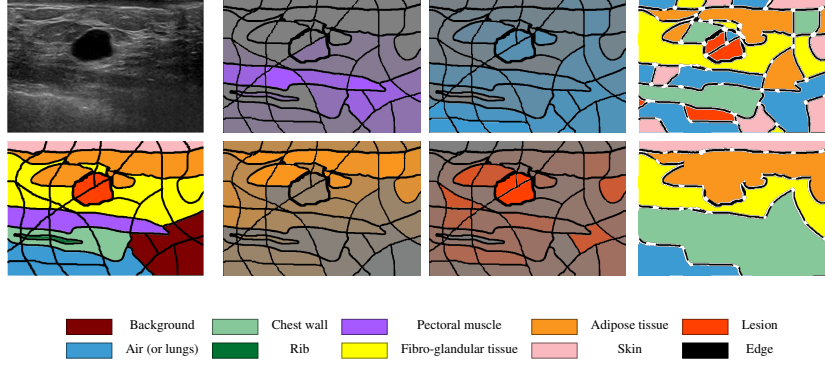 Background Chest wall Pectoral muscle Adipose tissue Lesion
Air (or lungs) Rib Fibro-glandular tissue Skin Edge